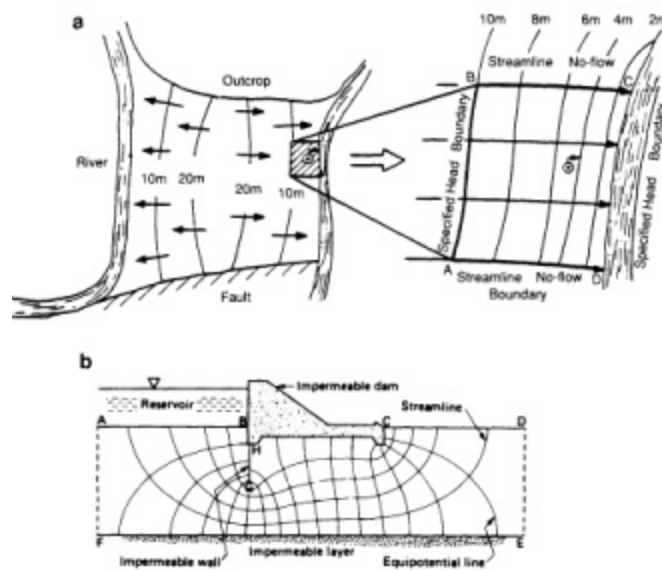 a
10m 8m 6m 4m 2m
B Streamline No-flow C
Outcrop
River
10m 20m 20m 10m
Specified Head Boundary
Specified Head Boundary
A Streamline No-flow D
Boundary
Fault
b
Impermeable dam
Reservoir
Streamline
A B C D
H
G
F E
Impermeable wall
Impermeable layer
Equipotential line